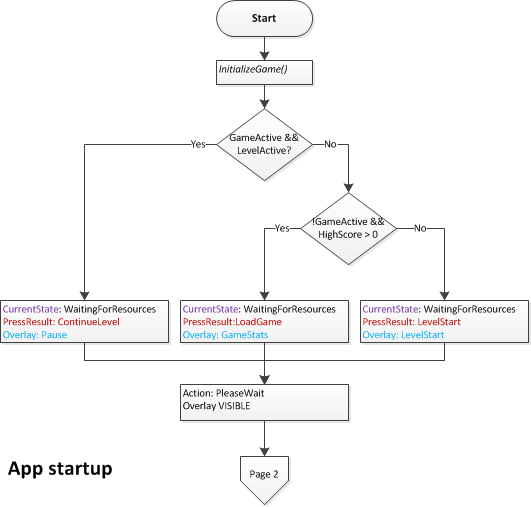 Start
InitializeGame()
GameActive &&
LevelActive?
Yes
No
!GameActive &&
HighScore > 0
Yes
No
CurrentState: WaitingForResources
PressResult: ContinueLevel
Overlay: Pause
CurrentState: WaitingForResources
PressResult:LoadGame
Overlay: GameStats
CurrentState: WaitingForResources
PressResult: LevelStart
Overlay: LevelStart
Action: PleaseWait
Overlay VISIBLE
App startup
Page 2